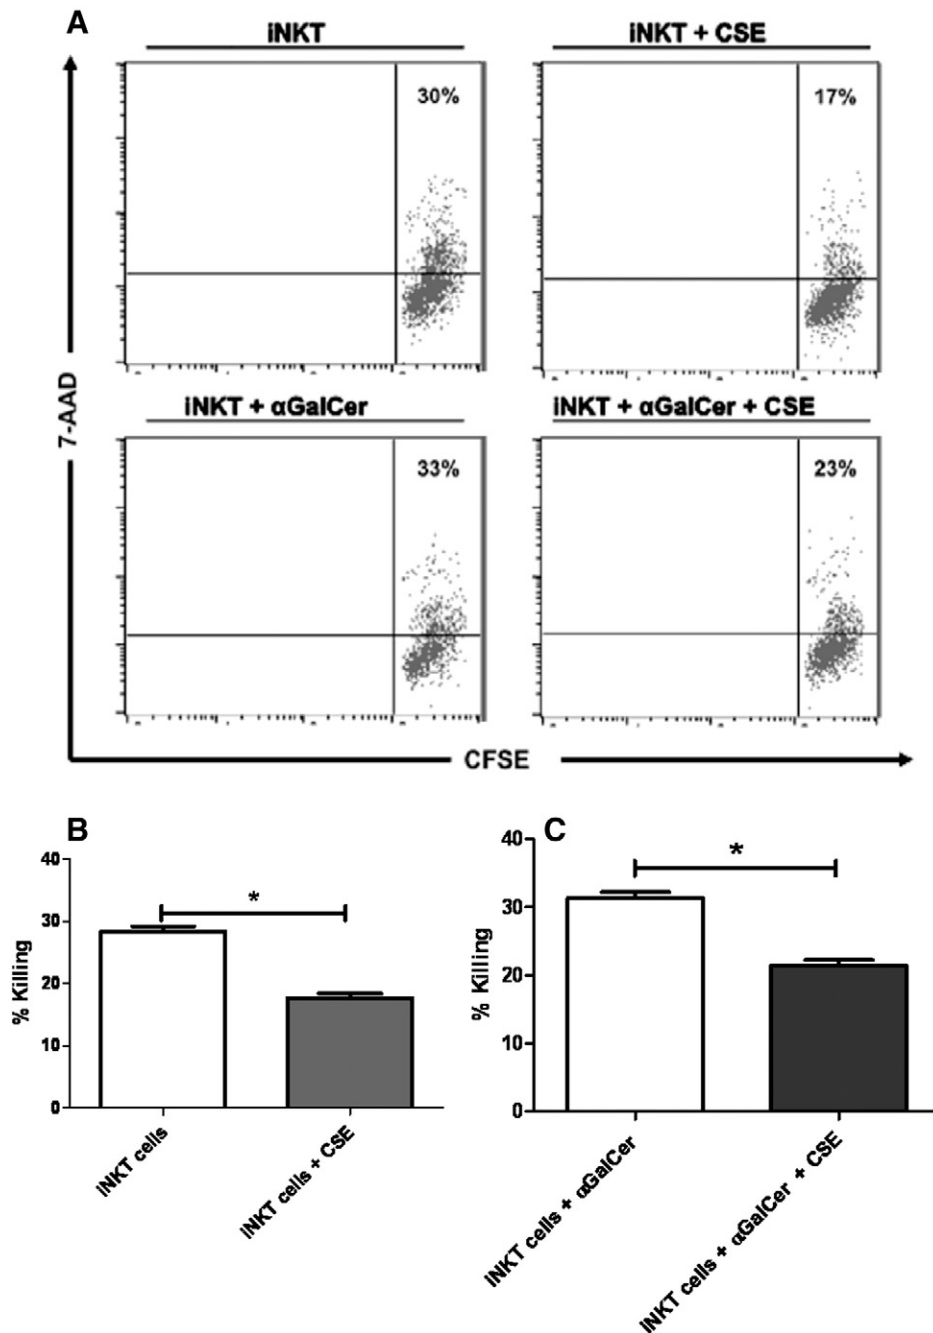 A
iNKT
iNKT + CSE
30%
17%
iNKT + αGalCer
iNKT + αGalCer + CSE
33%
23%
7-AAD
CFSE
B
40
30
20
10
0
% Killing
*
iNKT cells
iNKT cells + CSE
C
40
30
20
10
0
% Killing
*
iNKT cells + αGalCer
iNKT cells + αGalCer + CSE